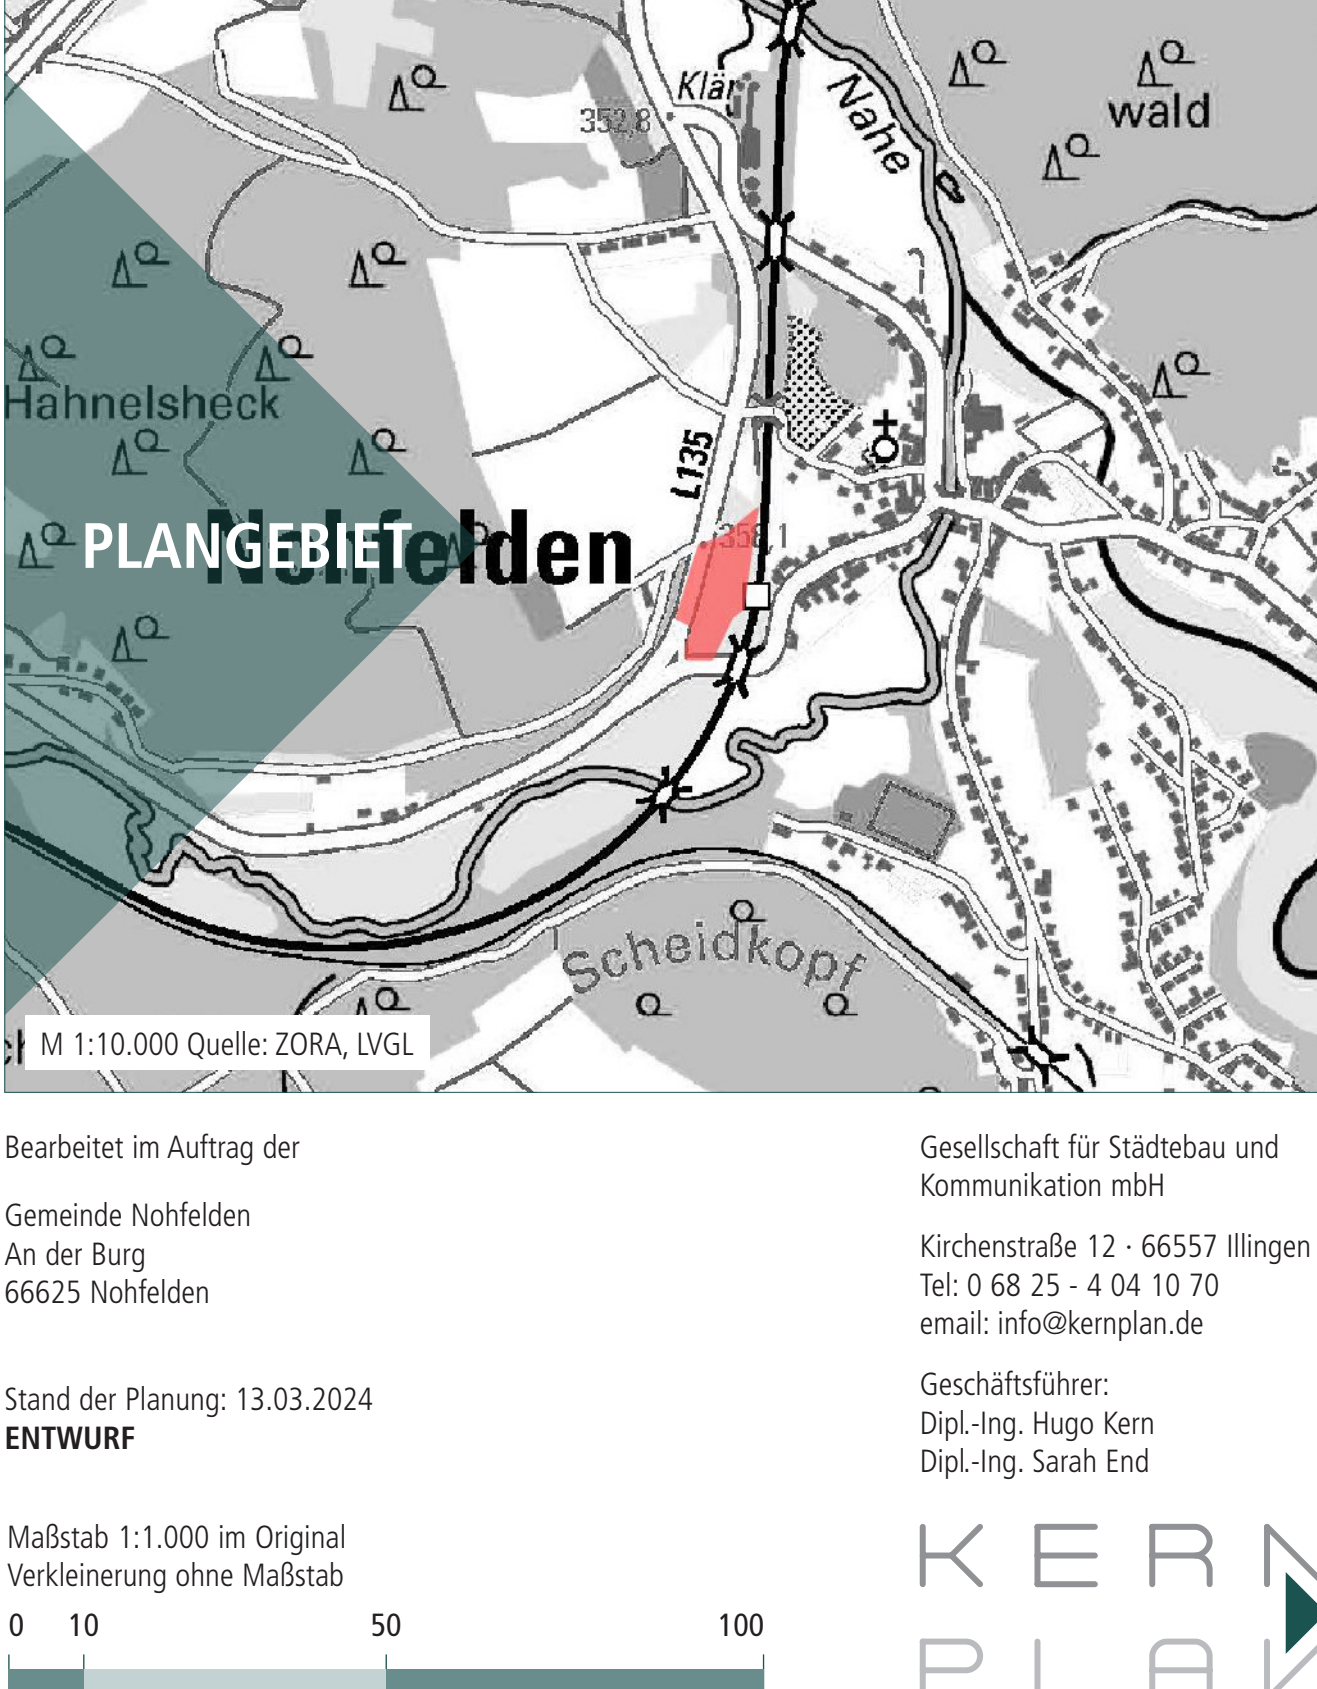 Klär
352,8
Nahe
wald
Hahnelsheck
L135
PLANGEBIET
Nohfelden
358,1
Scheidkopf
M 1:10.000 Quelle: ZORA, LVGL
Bearbeitet im Auftrag der
Gemeinde Nohfelden
An der Burg
66625 Nohfelden
Stand der Planung: 13.03.2024
ENTWURF
Maßstab 1:1.000 im Original
Verkleinerung ohne Maßstab
0 10 50 100
Gesellschaft für Städtebau und
Kommunikation mbH
Kirchenstraße 12 · 66557 Illingen
Tel: 0 68 25 - 4 04 10 70
email: info@kernplan.de
Geschäftsführer:
Dipl.-Ing. Hugo Kern
Dipl.-Ing. Sarah End
KERN
PLAN